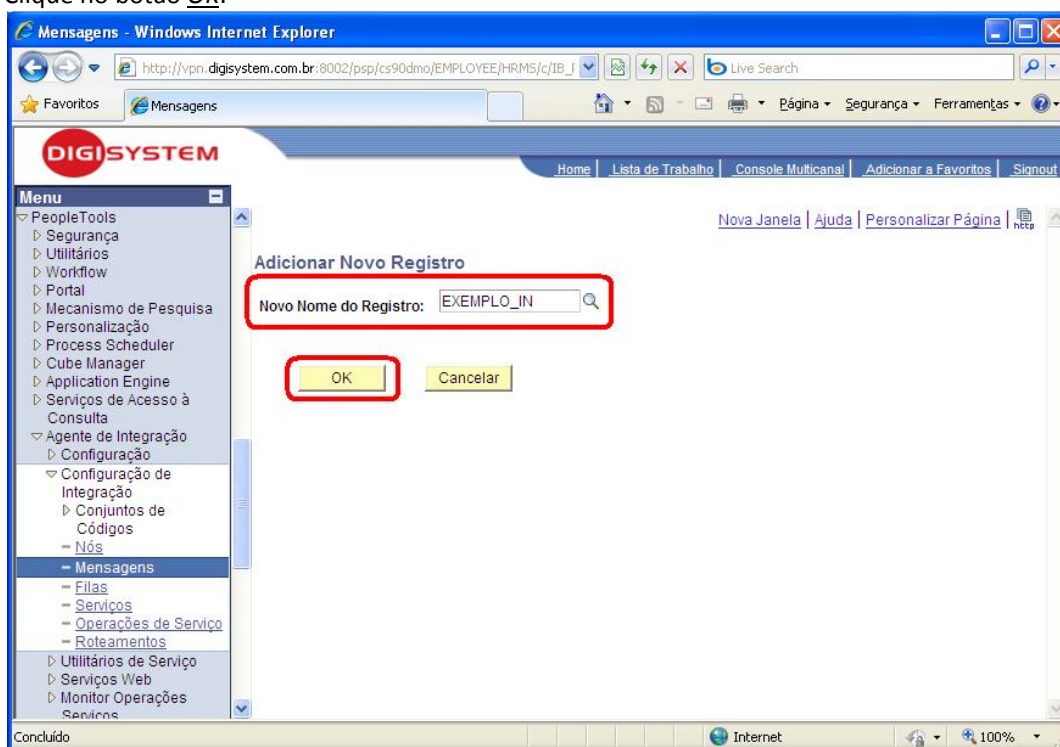 Clique no botão OK.
Mensagens - Windows Internet Explorer
http://vpn.digisystem.com.br:8002/psp/cs90dmo/EMPLOYEE/HRMS/c/IB_
Live Search
Favoritos
Mensagens
Página
Segurança
Ferramentas
DIGISYSTEM
Home | Lista de Trabalho | Console Multicanal | Adicionar a Favoritos | Signout
Menu
Nova Janela | Ajuda | Personalizar Página |
http
PeopleTools
Segurança
Utilitários
Workflow
Portal
Mecanismo de Pesquisa
Personalização
Process Scheduler
Cube Manager
Application Engine
Serviços de Acesso à
Consulta
Agente de Integração
Configuração
Configuração de
Integração
Conjuntos de
Códigos
Nós
Mensagens
Filas
Serviços
Operações de Serviço
Roteamentos
Utilitários de Serviço
Serviços Web
Monitor Operações
Serviços
Adicionar Novo Registro
Novo Nome do Registro: EXEMPLO_IN
OK
Cancelar
Concluído
Internet
100%